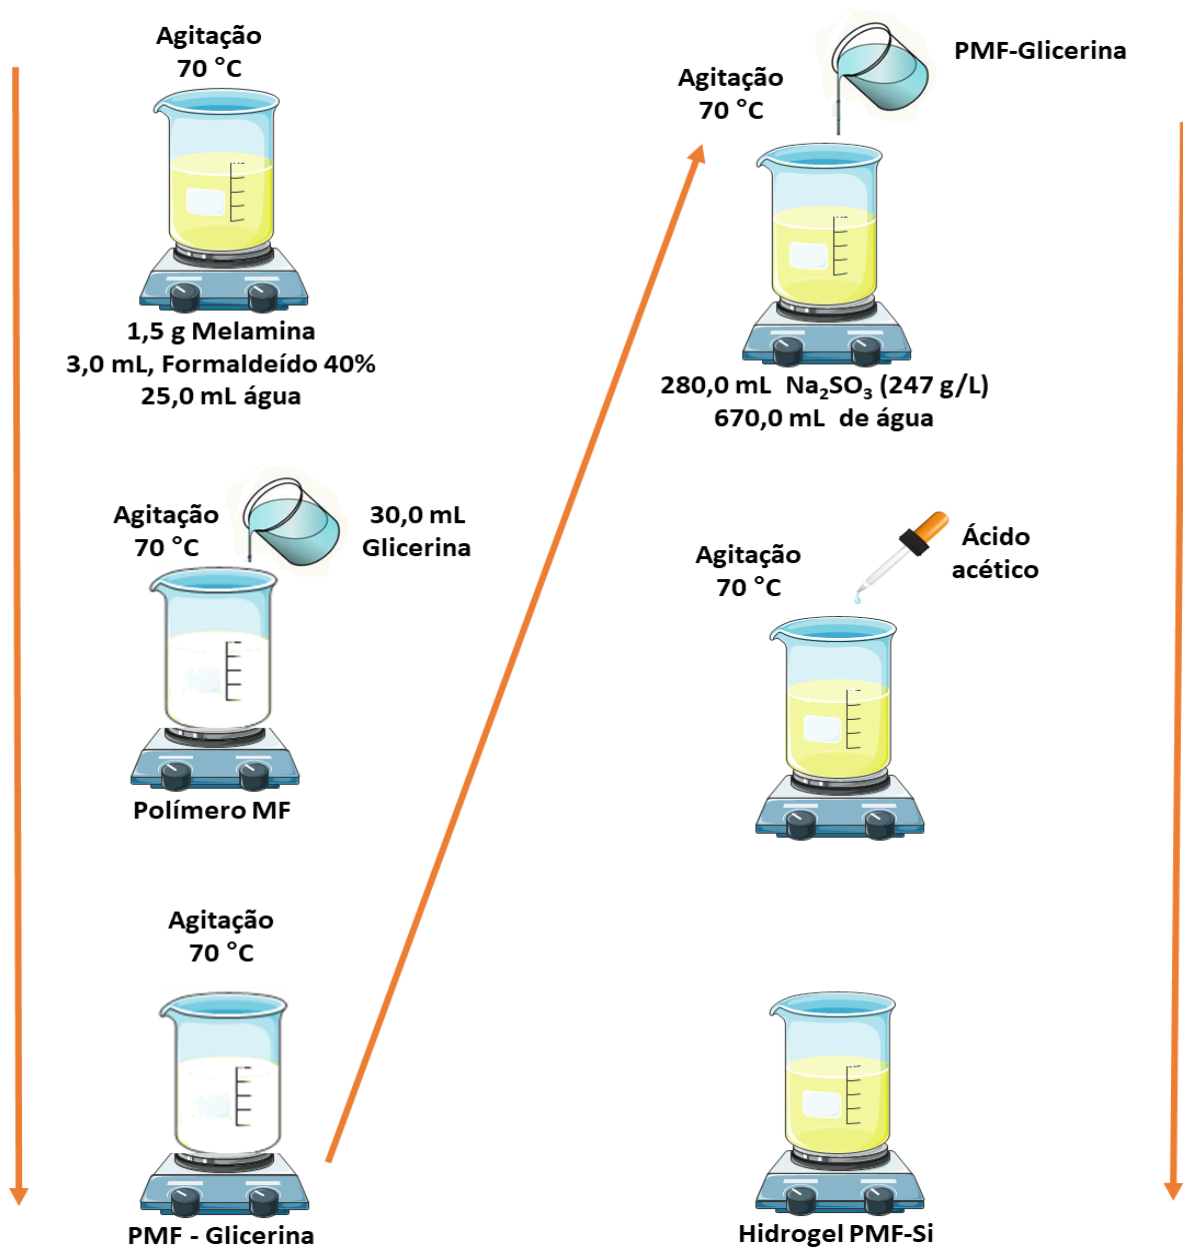 Agitação
70 °C
1,5 g Melamina
3,0 mL, Formaldeído 40%
25,0 mL água
Agitação
70 °C
30,0 mL
Glicerina
Polímero MF
Agitação
70 °C
PMF - Glicerina
PMF-Glicerina
Agitação
70 °C
280,0 mL Na₂SO₃ (247 g/L)
670,0 mL de água
Agitação
70 °C
Ácido
acético
Hidrogel PMF-Si